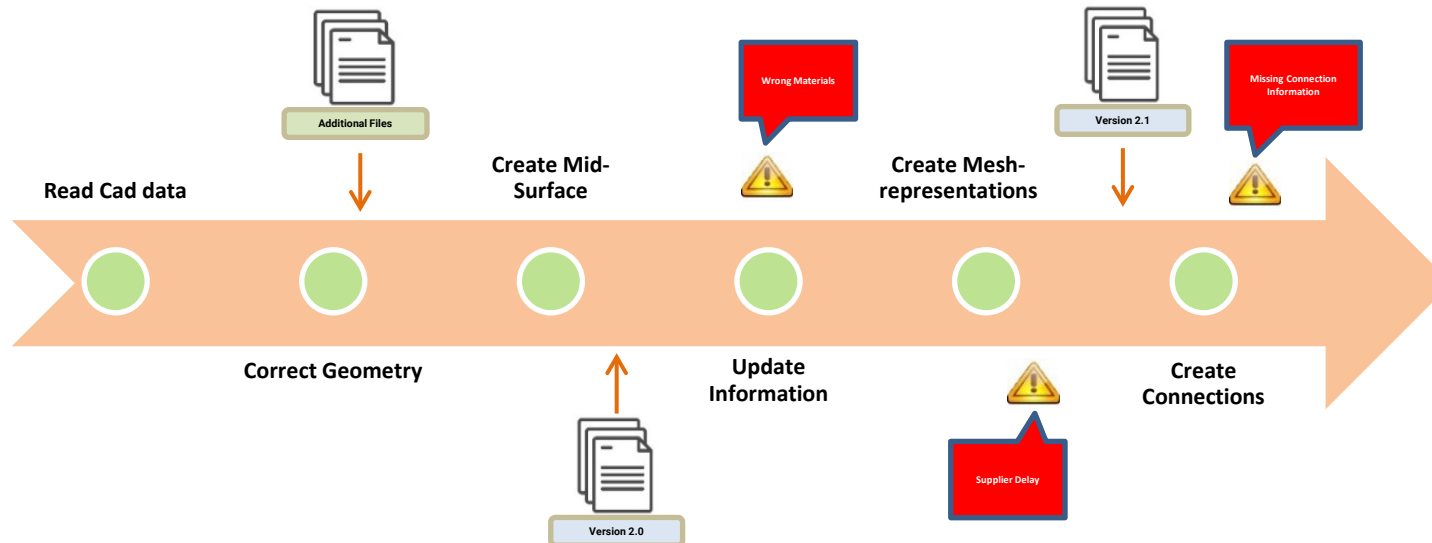 Wrong Materials
Missing Connection
Information
Additional Files
Version 2.1
Read Cad data
Create Mid-
Surface
Create Mesh-
representations
Correct Geometry
Update
Information
Create
Connections
Supplier Delay
Version 2.0